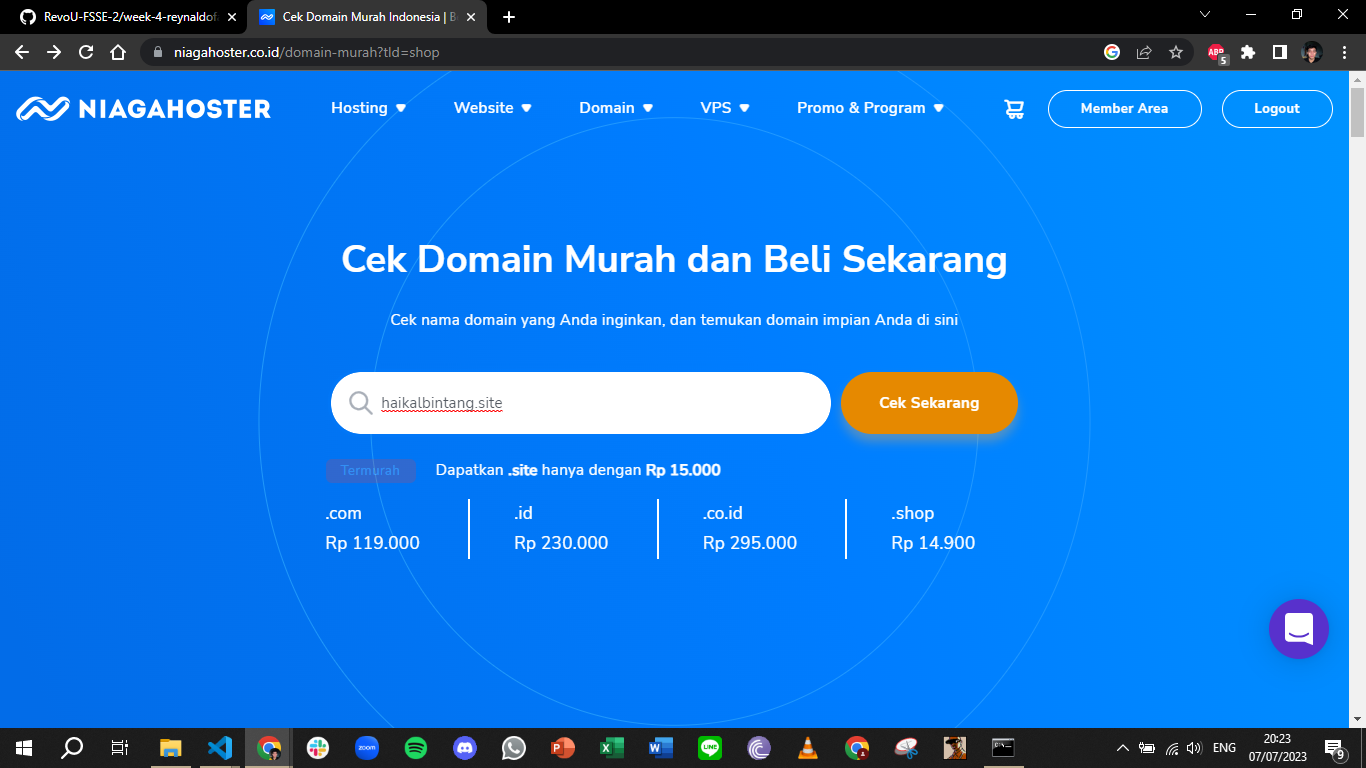 RevoU-FSSE-2/week-4-reynaldof
Cek Domain Murah Indonesia | B
niagahoster.co.id/domain-murah?tld=shop
ABP
5
NIAGAHOSTER
Hosting
Website
Domain
VPS
Promo & Program
Member Area
Logout
Cek Domain Murah dan Beli Sekarang
Cek nama domain yang Anda inginkan, dan temukan domain impian Anda di sini
haikalbintang.site
Cek Sekarang
Termurah
Dapatkan .site hanya dengan Rp 15.000
.com
Rp 119.000
.id
Rp 230.000
.co.id
Rp 295.000
.shop
Rp 14.900
zoom
LINE
ENG
20:23
07/07/2023
9